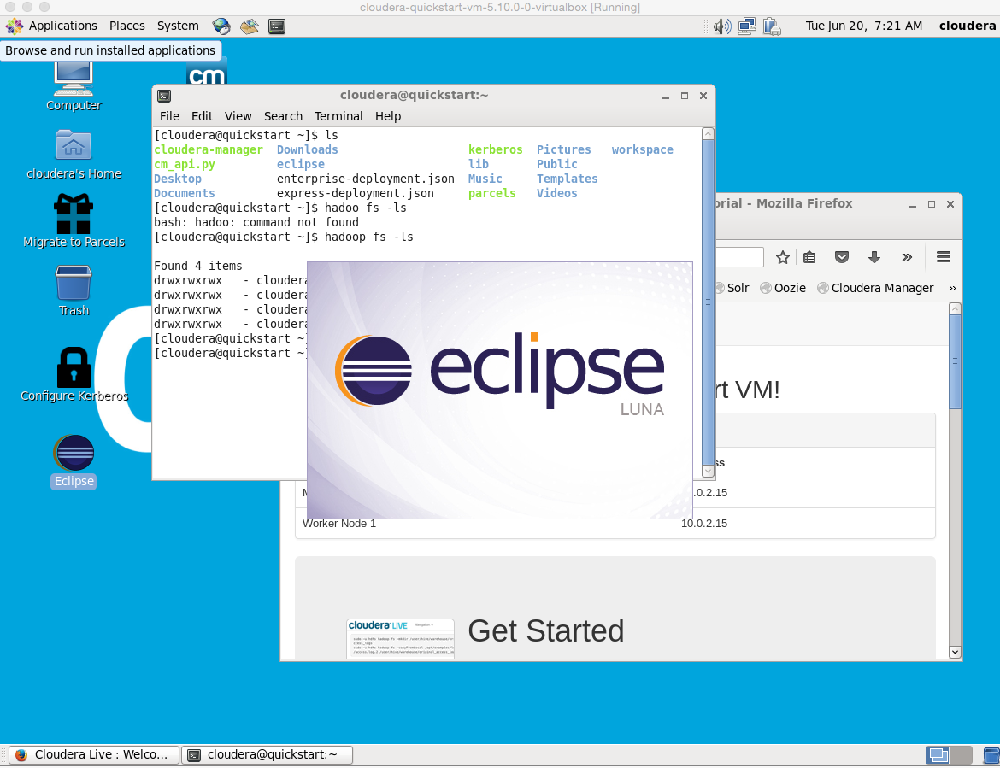 cloudera-quickstart-vm-5.10.0-0-virtualbox [Running]
Applications Places System Tue Jun 20, 7:21 AM cloudera
Browse and run installed applications
cm
Computer
cloudera's Home
Migrate to Parcels
Trash
Configure Kerberos
Eclipse
cloudera@quickstart:~
File Edit View Search Terminal Help
[cloudera@quickstart ~]$ ls
cloudera-manager Downloads kerberos Pictures workspace
cm_api.py eclipse lib Public
Desktop enterprise-deployment.json Music Templates
Documents express-deployment.json parcels Videos
[cloudera@quickstart ~]$ hadoo fs -ls
bash: hadoo: command not found
[cloudera@quickstart ~]$ hadoop fs -ls
Found 4 items
drwxrwxrwx - cloudera
drwxrwxrwx - cloudera
drwxrwxrwx - cloudera
drwxrwxrwx - cloudera
[cloudera@quickstart ~
[cloudera@quickstart ~]
eclipse
LUNA
orial - Mozilla Firefox
Solr Oozie Cloudera Manager »
rt VM!
ss
.0.2.15
Worker Node 1 10.0.2.15
cloudera LIVE Navigation
Get Started
Cloudera Live : Welco...
cloudera@quickstart:~